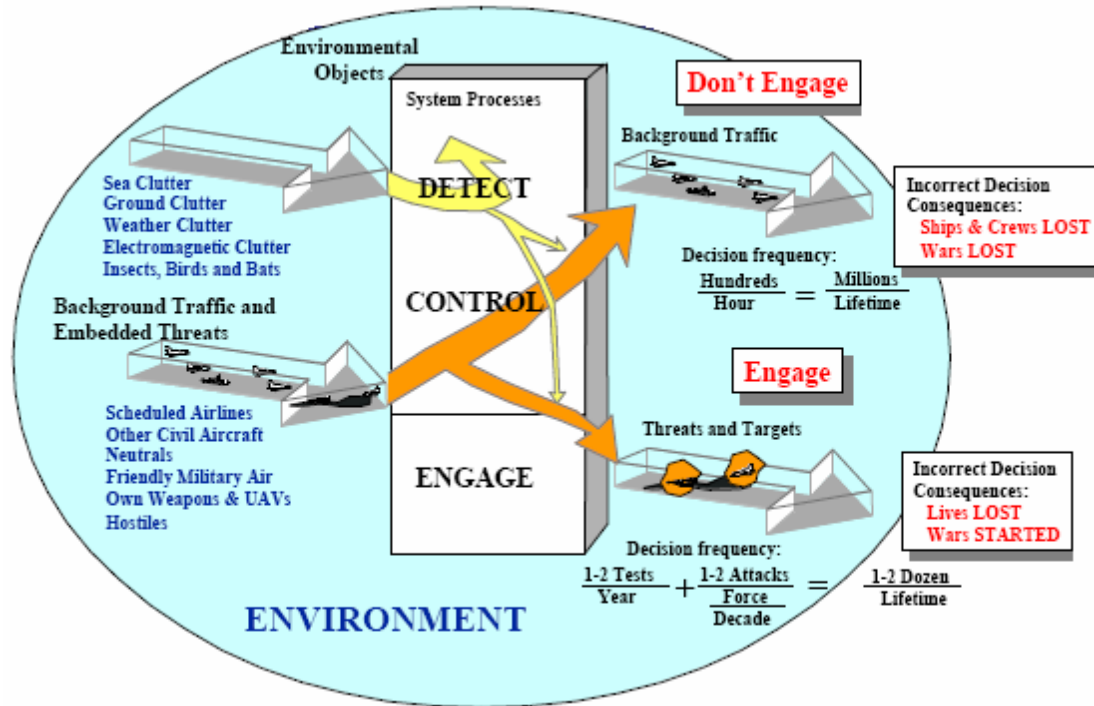 Environmental
Objects
System Processes
DETECT
CONTROL
ENGAGE
Sea Clutter
Ground Clutter
Weather Clutter
Electromagnetic Clutter
Insects, Birds and Bats
Background Traffic and
Embedded Threats
Scheduled Airlines
Other Civil Aircraft
Neutrals
Friendly Military Air
Own Weapons & UAVs
Hostiles
ENVIRONMENT
Don't Engage
Background Traffic
Decision frequency:
Hundreds
Hour
=
Millions
Lifetime
Incorrect Decision
Consequences:
Ships & Crews LOST
Wars LOST
Engage
Threats and Targets
Decision frequency:
1-2 Tests
Year
+
1-2 Attacks
Force
Decade
=
1-2 Dozen
Lifetime
Incorrect Decision
Consequences:
Lives LOST
Wars STARTED